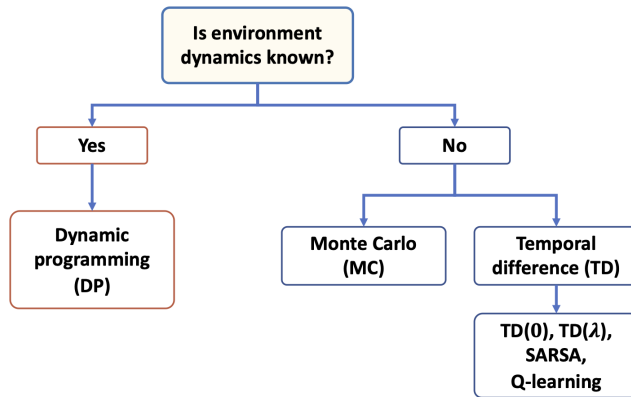 Is environment
dynamics known?
Yes
No
Dynamic
programming
(DP)
Monte Carlo
(MC)
Temporal
difference (TD)
TD(0), TD(λ),
SARSA,
Q-learning